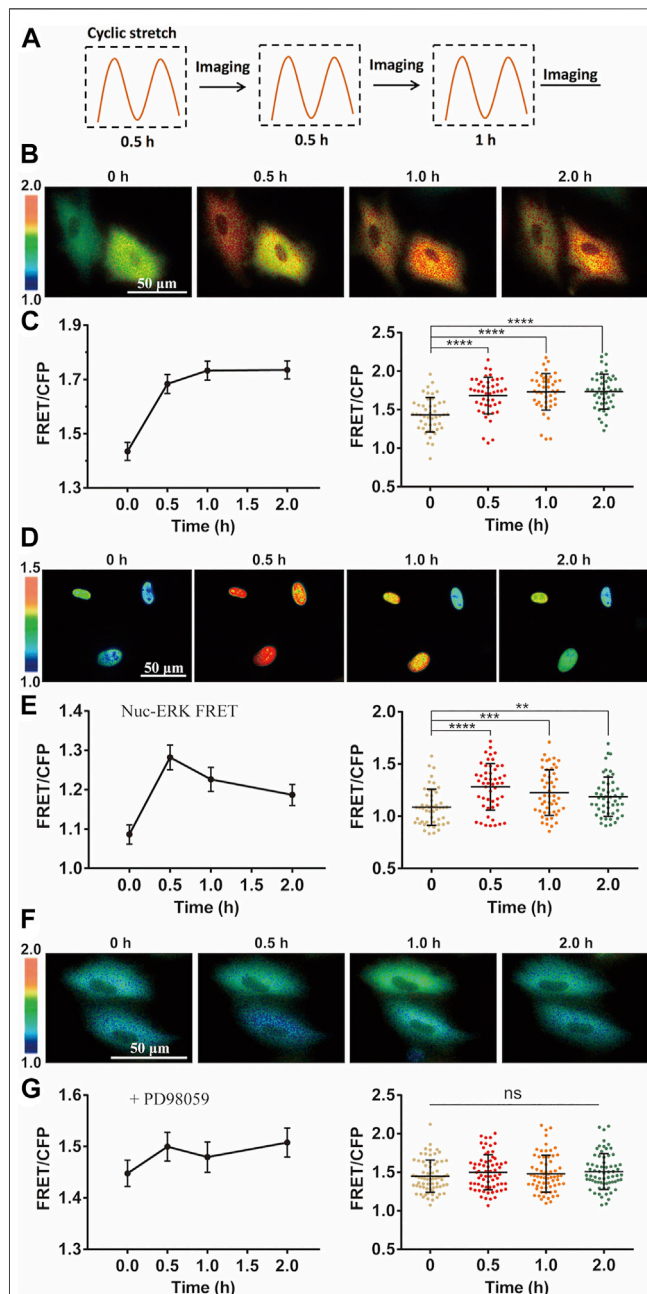 A
Cyclic stretch
Imaging
Imaging
Imaging
0.5 h
0.5 h
1 h
B
0 h
0.5 h
1.0 h
2.0 h
2.0
1.0
50 µm
C
1.9
1.7
1.5
1.3
FRET/CFP
0.0 0.5 1.0 1.5 2.0
Time (h)
2.5
2.0
1.5
1.0
0.5
FRET/CFP
****
****
****
0 0.5 1.0 2.0
Time (h)
D
0 h
0.5 h
1.0 h
2.0 h
1.5
1.0
50 µm
E
Nuc-ERK FRET
1.4
1.3
1.2
1.1
1.0
FRET/CFP
0.0 0.5 1.0 1.5 2.0
Time (h)
2.0
1.5
1.0
0.5
FRET/CFP
**
***
****
0 0.5 1.0 2.0
Time (h)
F
0 h
0.5 h
1.0 h
2.0 h
2.0
1.0
50 µm
G
+ PD98059
1.6
1.5
1.4
1.3
FRET/CFP
0.0 0.5 1.0 1.5 2.0
Time (h)
2.5
2.0
1.5
1.0
0.5
FRET/CFP
ns
0 0.5 1.0 2.0
Time (h)